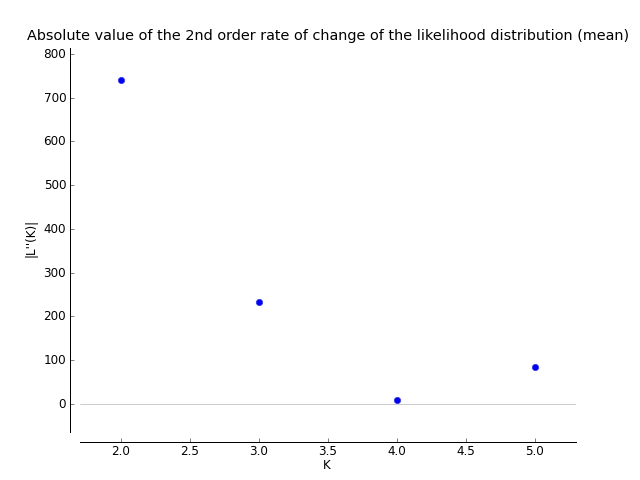 Absolute value of the 2nd order rate of change of the likelihood distribution (mean)
800
700
600
500
400
300
200
100
0
|L''(K)|
2.0 2.5 3.0 3.5 4.0 4.5 5.0
K